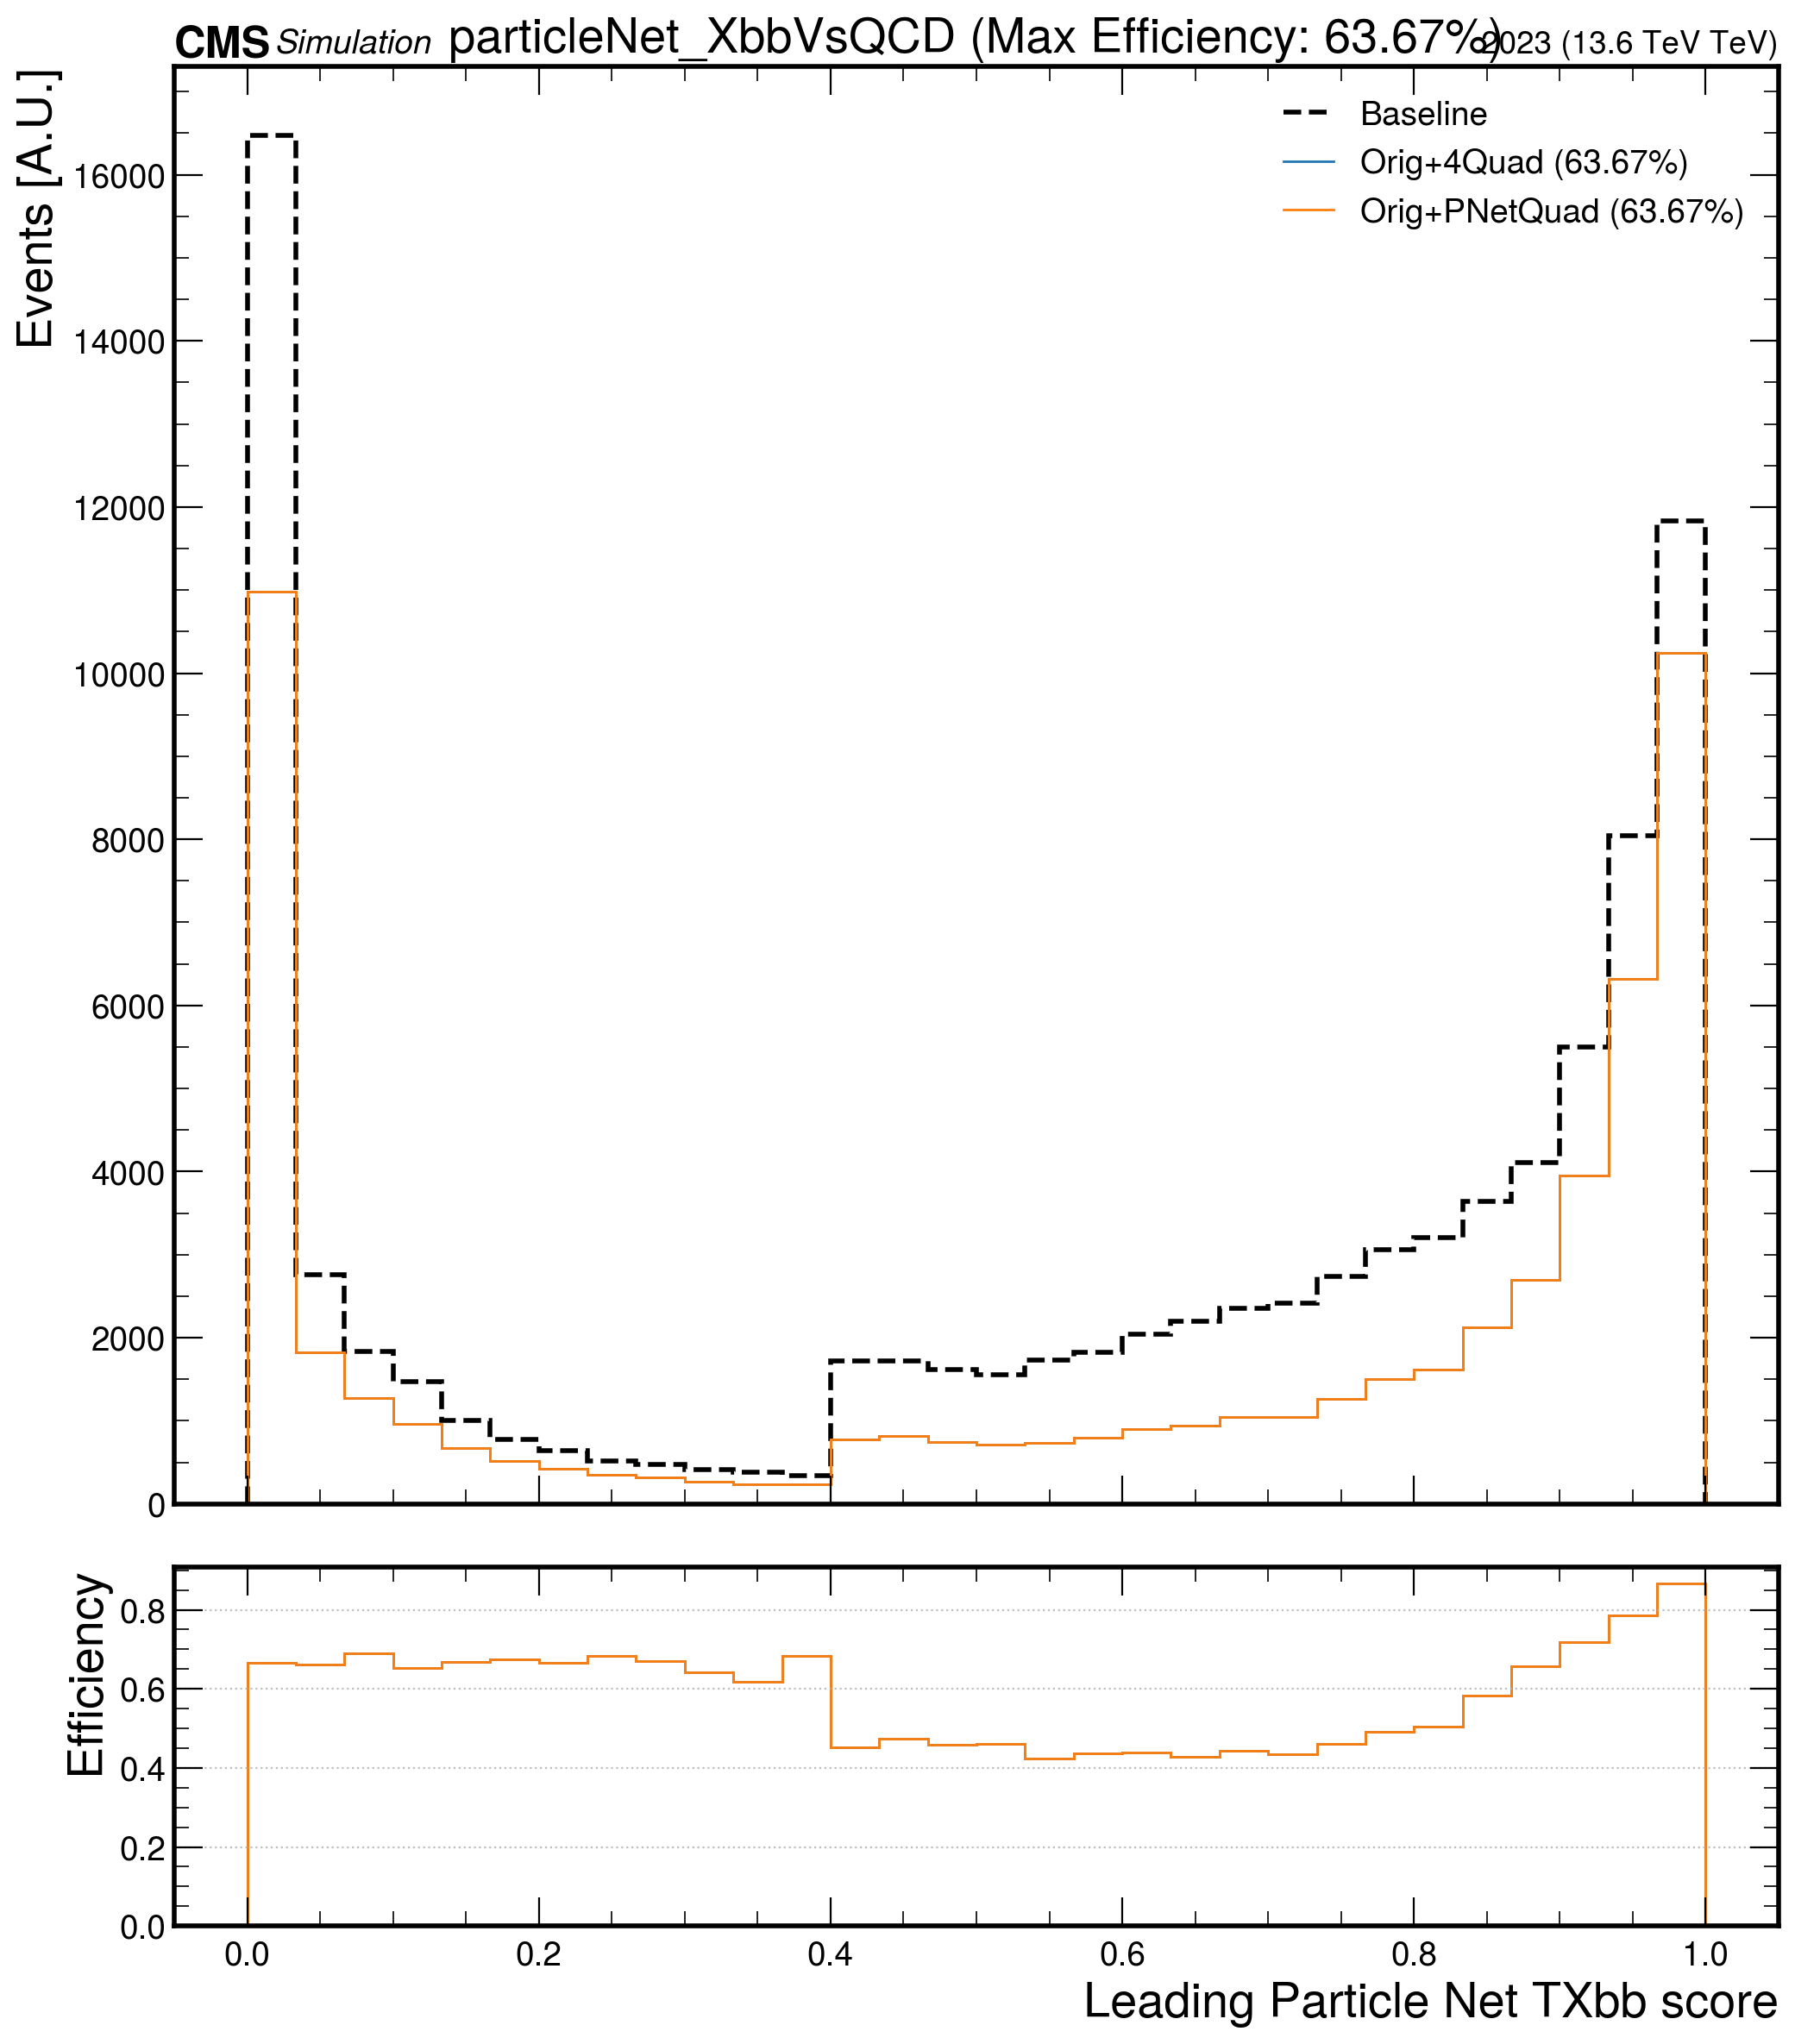 CMS Simulation particleNet_XbbVsQCD (Max Efficiency: 63.67%) 2023 (13.6 TeV TeV)
Events [A.U.]
Baseline
Orig+4Quad (63.67%)
Orig+PNetQuad (63.67%)
16000
14000
12000
10000
8000
6000
4000
2000
0
Efficiency
0.8
0.6
0.4
0.2
0.0
0.0 0.2 0.4 0.6 0.8 1.0
Leading Particle Net TXbb score